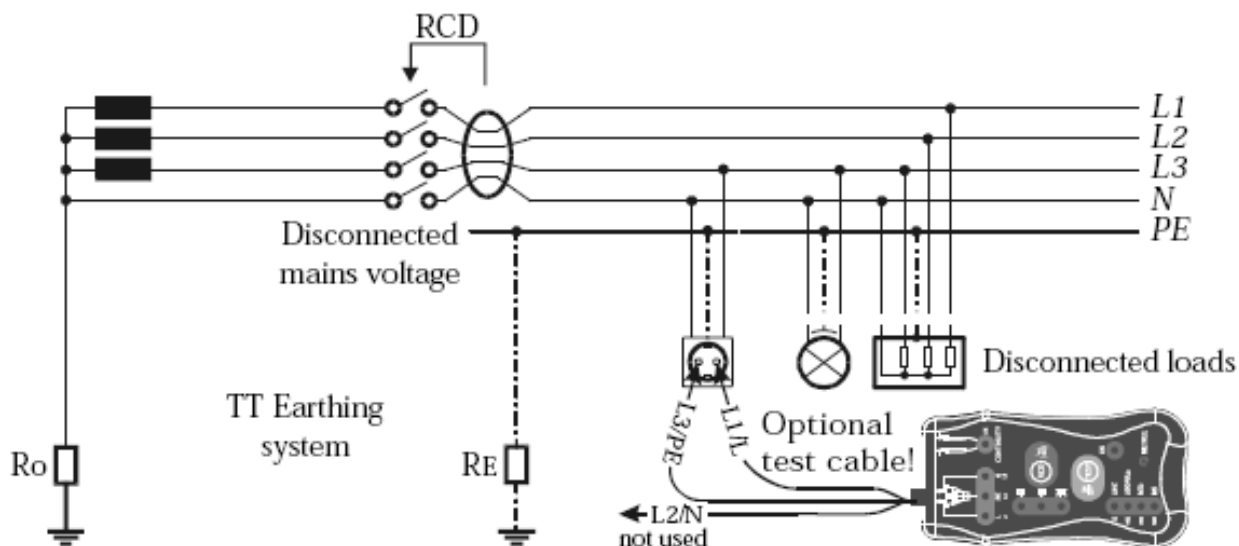 RCD
L1
L2
L3
N
PE
Disconnected
mains voltage
Disconnected loads
TT Earthing
system
Ro
RE
L3/PE
L1/L
Optional
test cable!
L2/N
not used